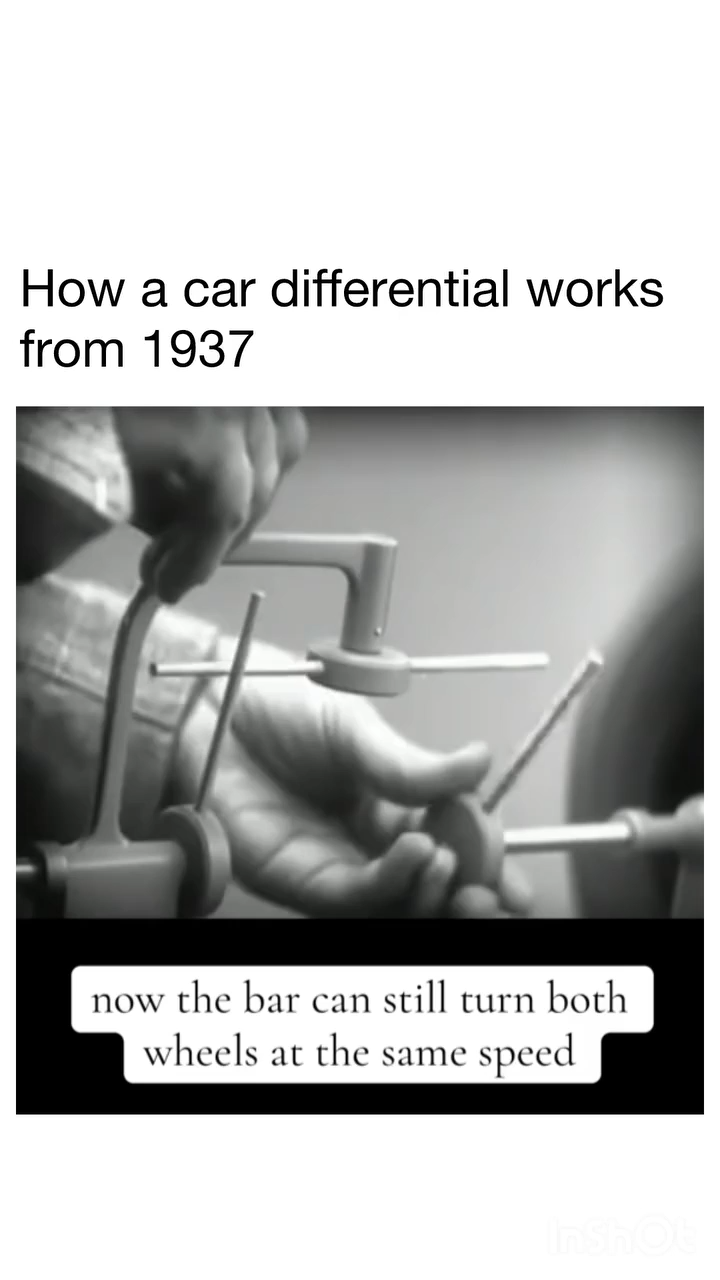 How a car differential works
from 1937
now the bar can still turn both
wheels at the same speed
InShOt